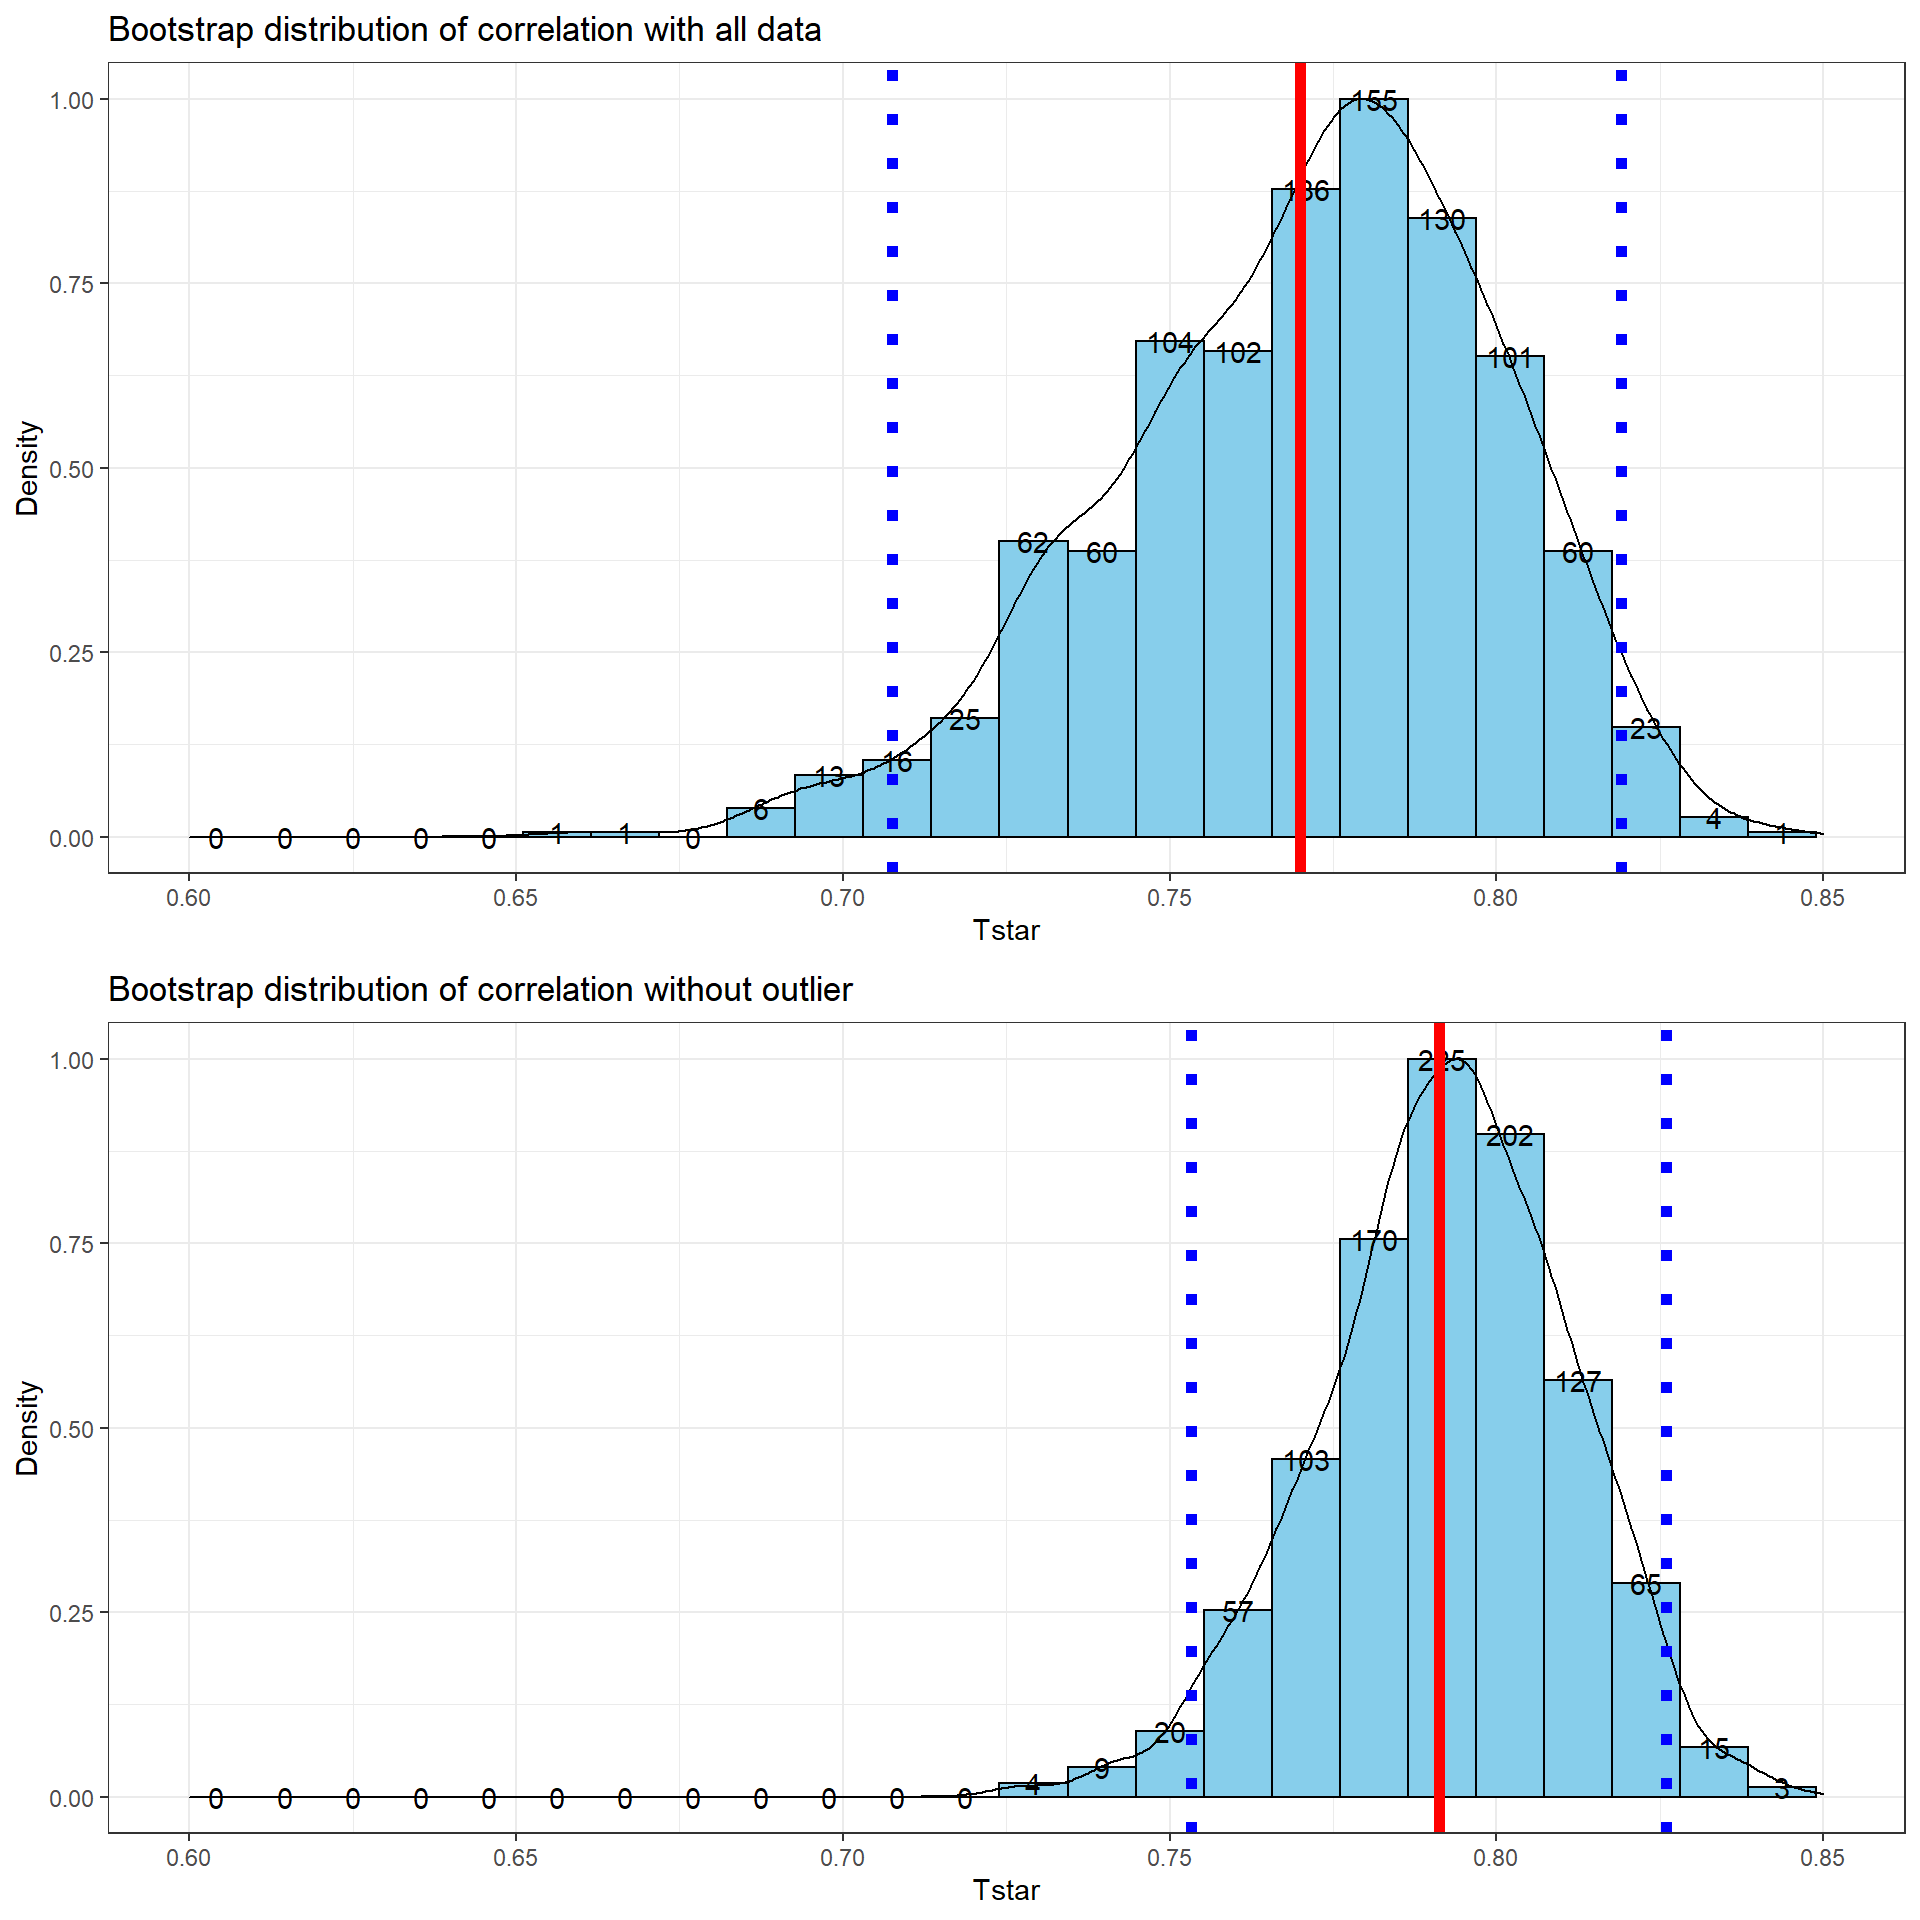 Bootstrap distribution of correlation with all data
1.00
0.75
0.50
0.25
0.00
Density
0 0 0 0 0 1 1 0 6 13 16 25 62 60 104 102 136 155 130 101 60 23 4 1
0.60 0.65 0.70 0.75 0.80 0.85
Tstar
Bootstrap distribution of correlation without outlier
1.00
0.75
0.50
0.25
0.00
Density
0 0 0 0 0 0 0 0 0 0 0 0 4 9 20 57 103 170 225 202 127 65 15 3
0.60 0.65 0.70 0.75 0.80 0.85
Tstar